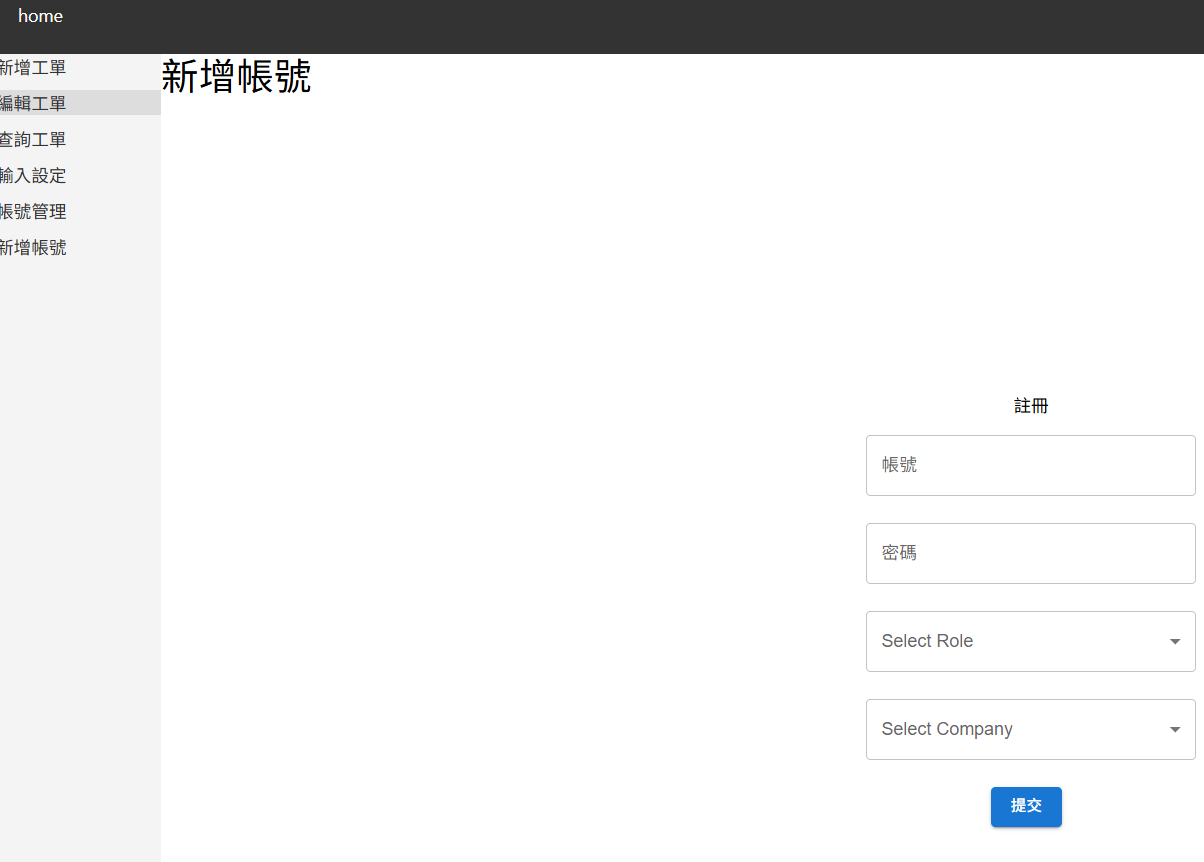 home
新增工單
編輯工單
查詢工單
輸入設定
帳號管理
新增帳號
新增帳號
註冊
帳號
密碼
Select Role
Select Company
提交